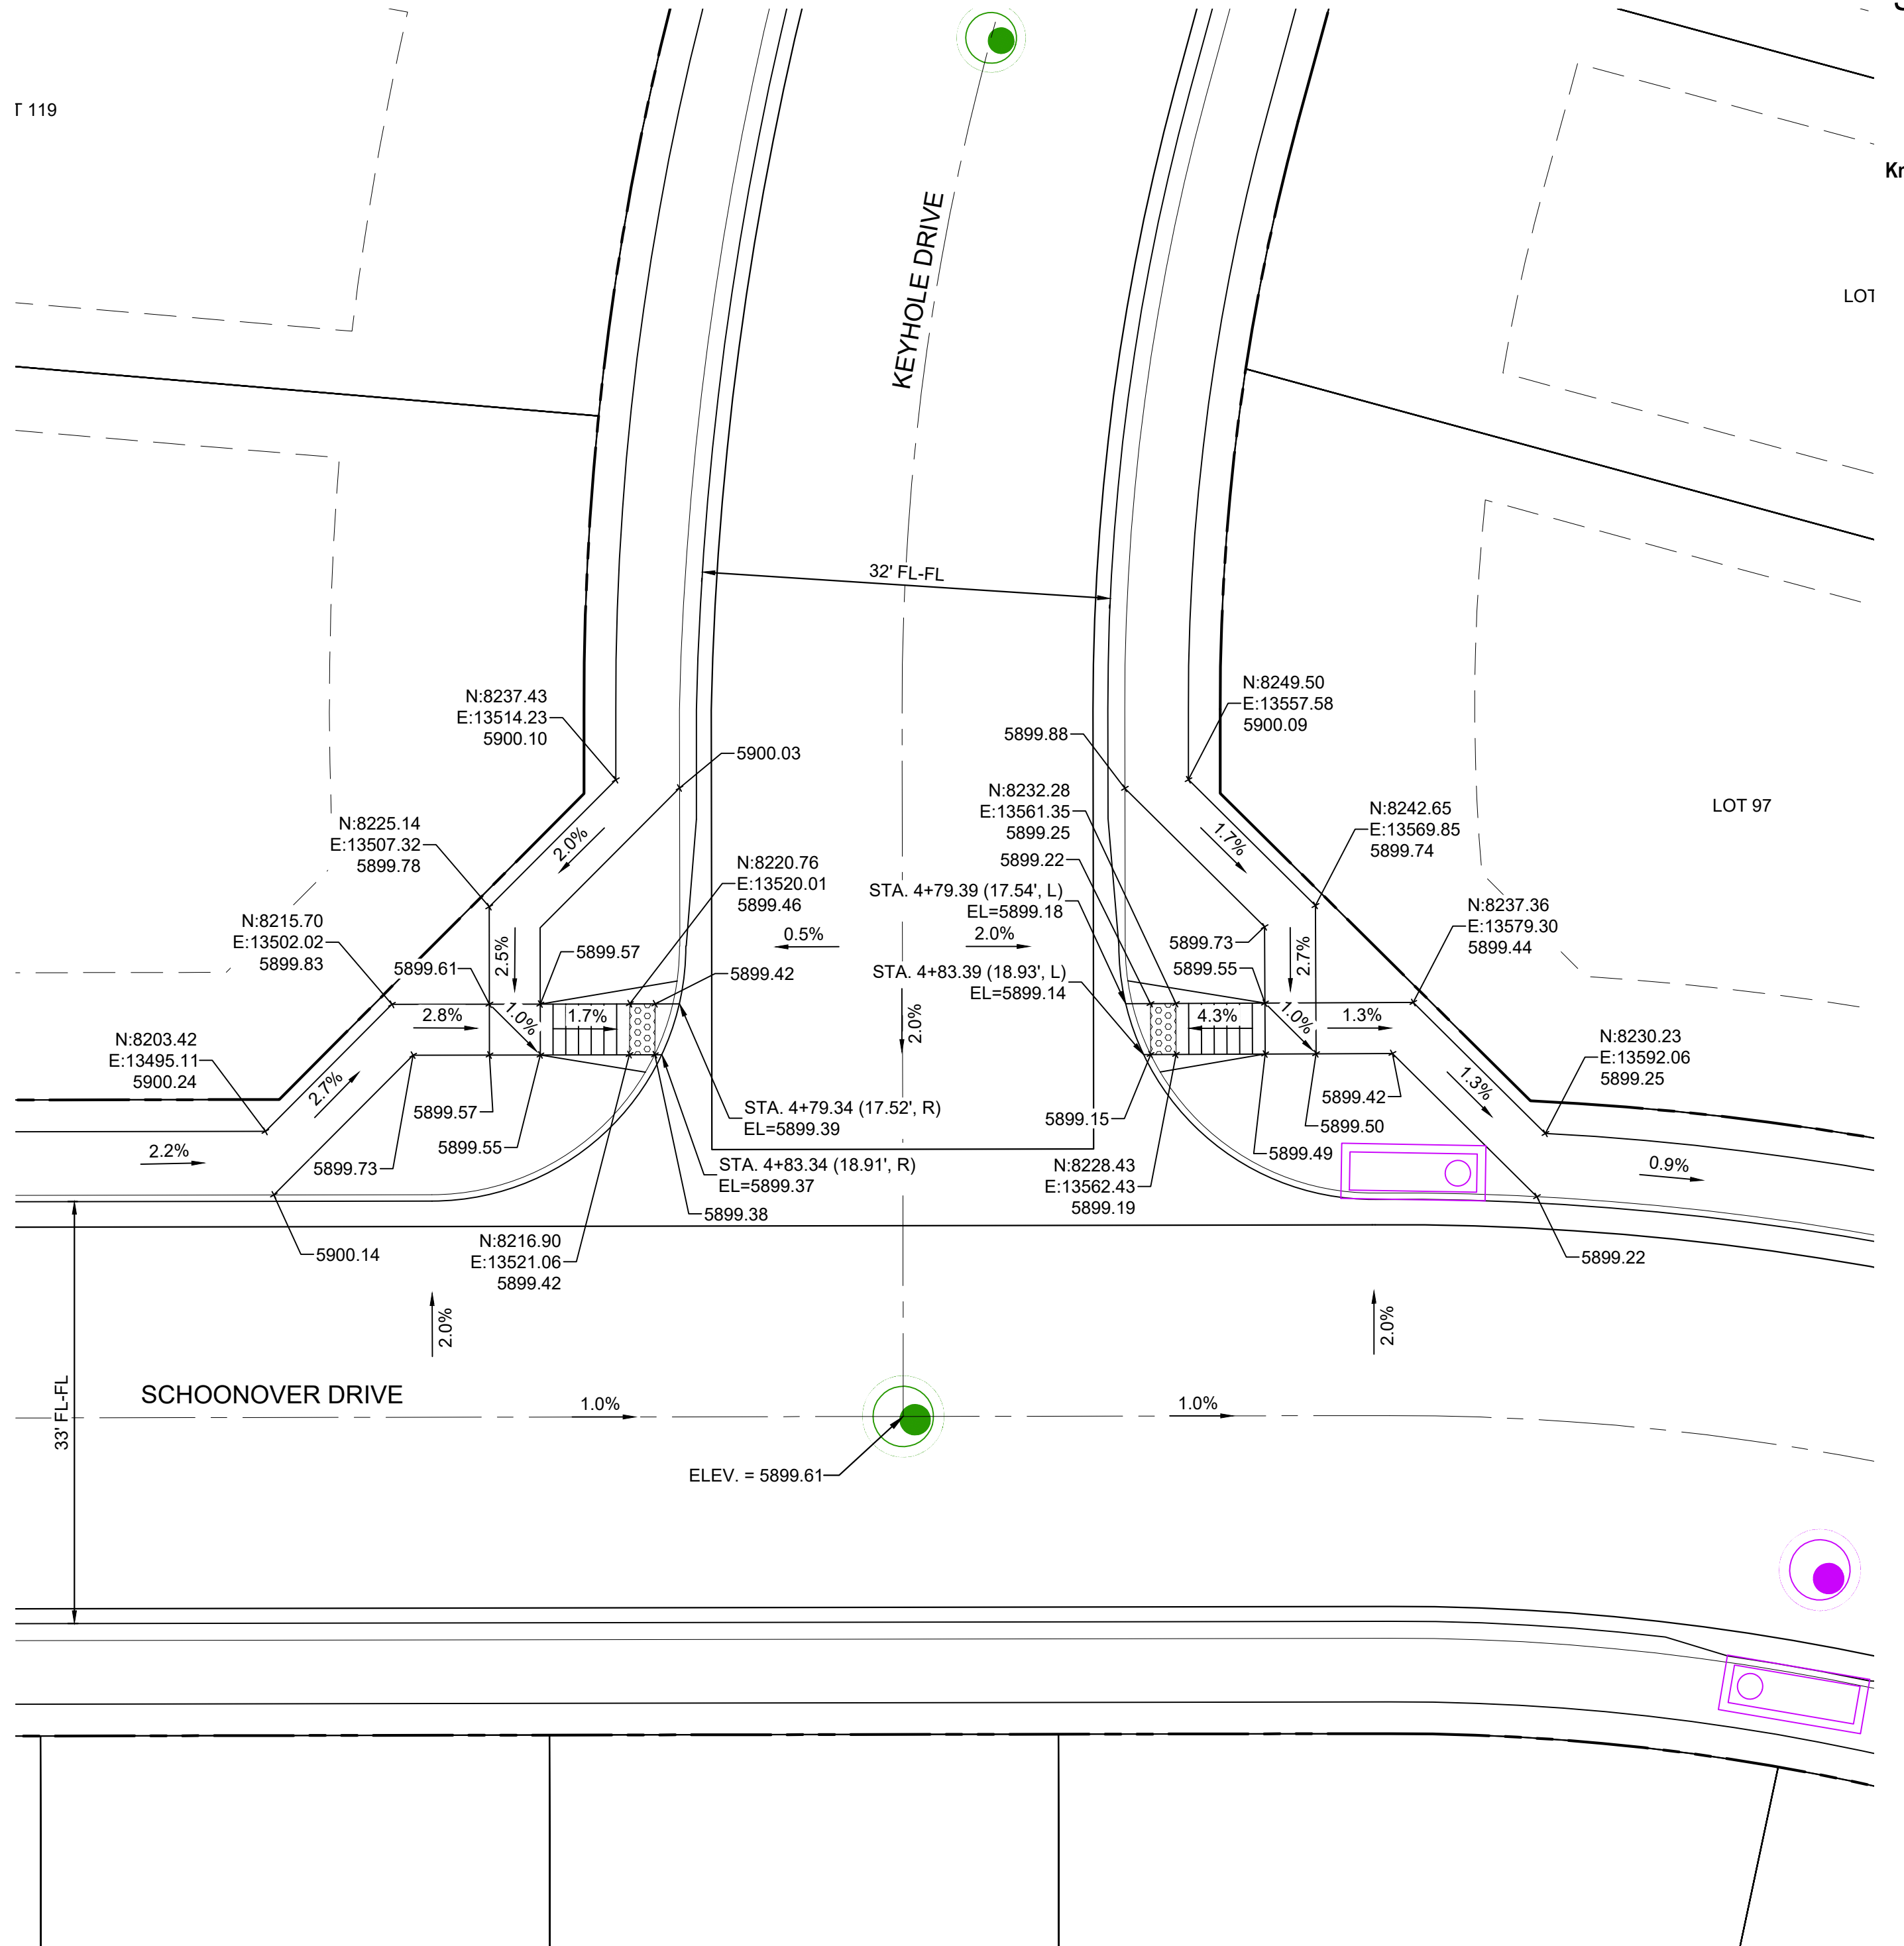 T 119
KEYHOLE DRIVE
LOT
32' FL-FL
N:8237.43
E:13514.23
5900.10
5900.03
5899.88
N:8249.50
E:13557.58
5900.09
N:8225.14
E:13507.32
5899.78
2.0%
N:8232.28
E:13561.35
5899.25
1.7%
N:8242.65
E:13569.85
5899.74
LOT 97
N:8220.76
E:13520.01
5899.46
5899.22
STA. 4+79.39 (17.54', L)
EL=5899.18
N:8215.70
E:13502.02
5899.83
5899.61
2.5%
5899.57
5899.42
0.5%
2.0%
STA. 4+83.39 (18.93', L)
EL=5899.14
5899.73
5899.55
2.7%
N:8237.36
E:13579.30
5899.44
2.8%
1.0%
1.7%
2.0%
4.3%
1.0%
1.3%
N:8203.42
E:13495.11
5900.24
2.7%
N:8230.23
E:13592.06
5899.25
1.3%
5899.57
5899.55
STA. 4+79.34 (17.52', R)
EL=5899.39
5899.15
5899.42
5899.50
5899.49
2.2%
5899.73
STA. 4+83.34 (18.91', R)
EL=5899.37
5899.38
N:8228.43
E:13562.43
5899.19
0.9%
5900.14
N:8216.90
E:13521.06
5899.42
5899.22
2.0%
2.0%
33' FL-FL
SCHOONOVER DRIVE
1.0%
1.0%
ELEV. = 5899.61